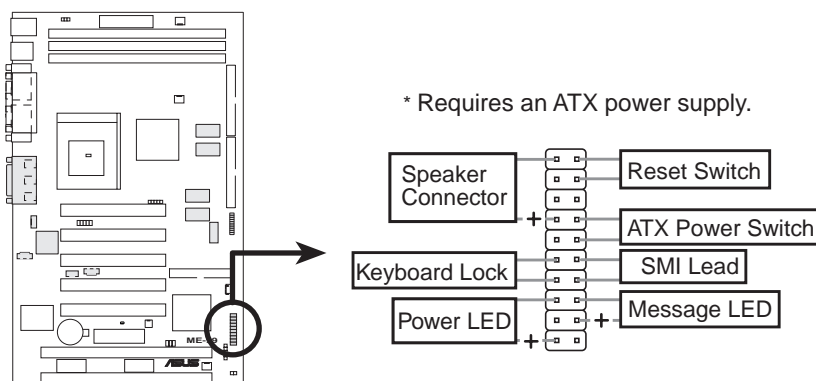 * Requires an ATX power supply.
Speaker
Connector
Reset Switch
+
ATX Power Switch
Keyboard Lock
SMI Lead
Power LED
Message LED
+
+
ASUS